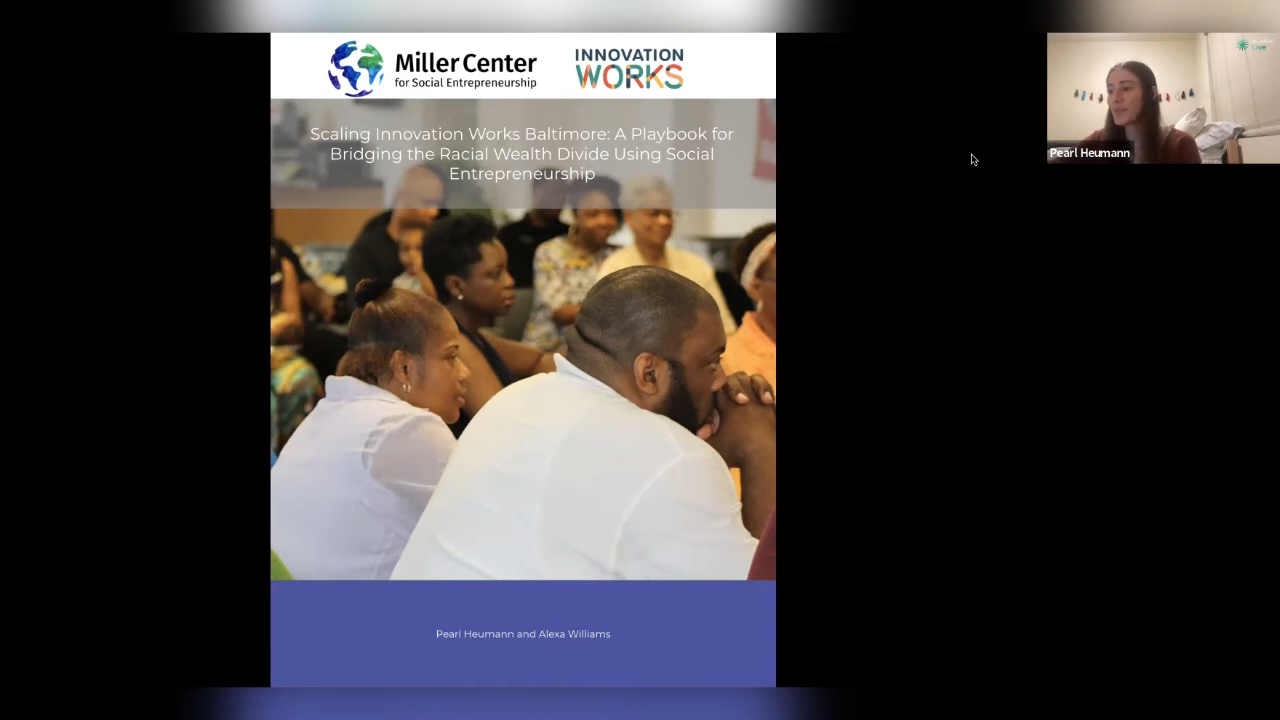 Miller Center
for Social Entrepreneurship
INNOVATION
WORKS
Scaling Innovation Works Baltimore: A Playbook for
Bridging the Racial Wealth Divide Using Social
Entrepreneurship
Pearl Heumann and Alexa Williams
Live
Pearl Heumann